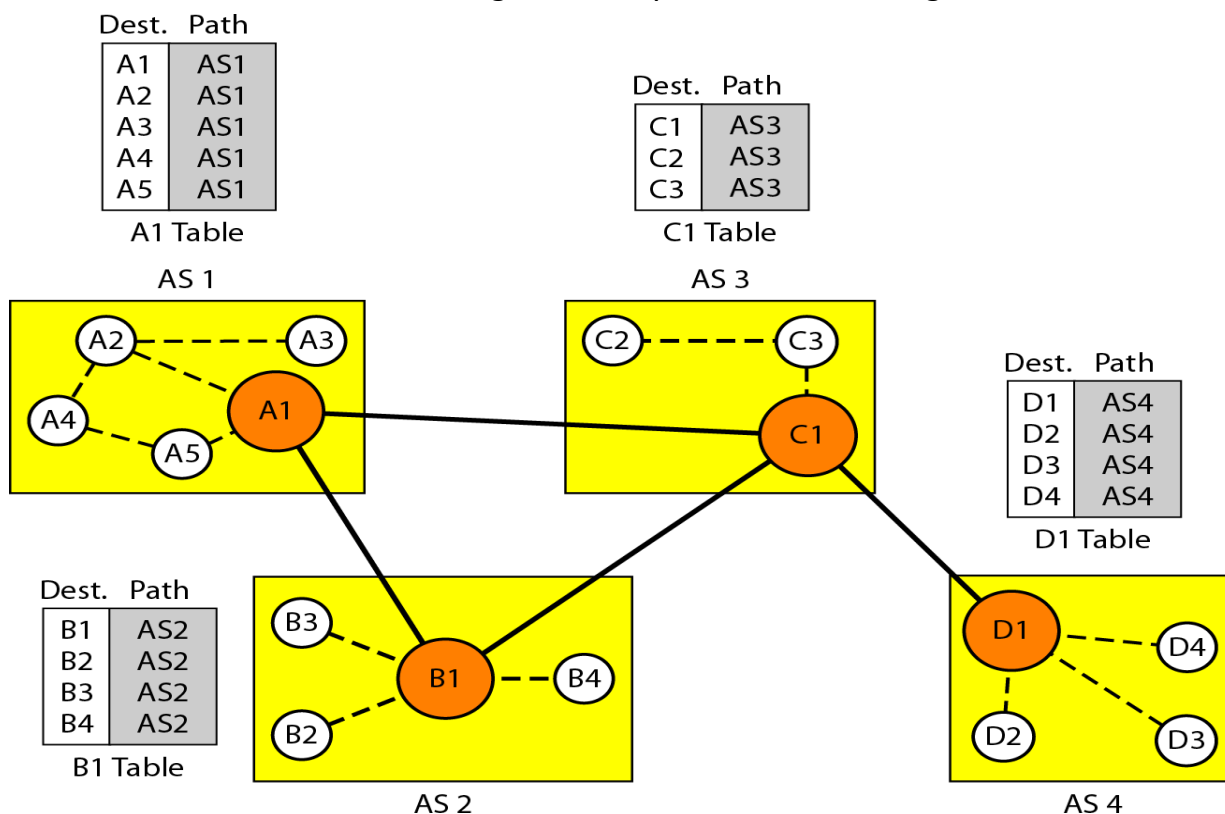 Dest. Path
A1 AS1
A2 AS1
A3 AS1
A4 AS1
A5 AS1
A1 Table
Dest. Path
C1 AS3
C2 AS3
C3 AS3
C1 Table
AS 1
A2
A3
A4
A1
A5
AS 3
C2
C3
C1
Dest. Path
D1 AS4
D2 AS4
D3 AS4
D4 AS4
D1 Table
Dest. Path
B1 AS2
B2 AS2
B3 AS2
B4 AS2
B1 Table
B3
B1
B4
B2
AS 2
D1
D4
D2
D3
AS 4